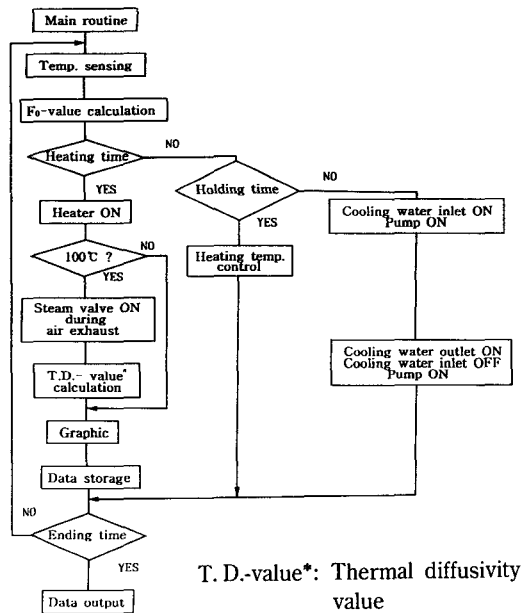 Main routine
Temp. sensing
F₀-value calculation
Heating time
NO
YES
Holding time
NO
YES
Heater ON
Cooling water inlet ON
Pump ON
100℃ ?
NO
YES
Heating temp.
control
Steam valve ON
during
air exhaust
Cooling water outlet ON
Cooling water inlet OFF
Pump ON
T.D.- value*
calculation
Graphic
Data storage
NO
Ending time
YES
Data output
T. D.-value*: Thermal diffusivity
value